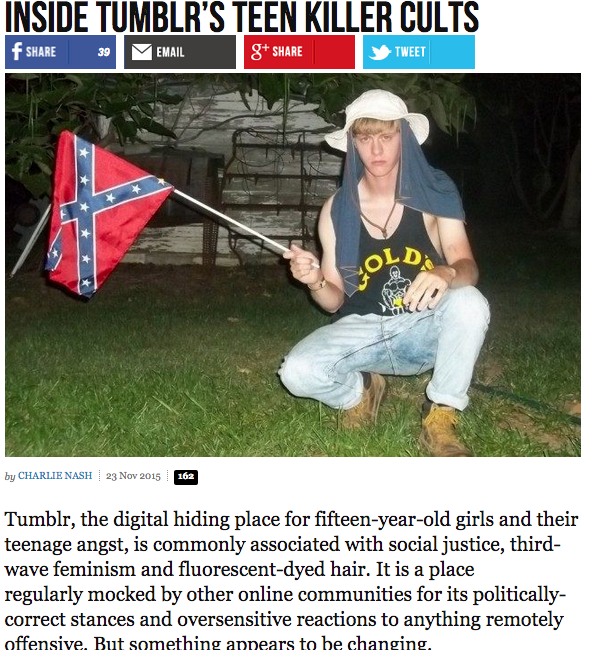 INSIDE TUMBLR'S TEEN KILLER CULTS
f SHARE 39 EMAIL g+ SHARE TWEET
GOLD'S
by CHARLIE NASH 23 Nov 2015 162
Tumblr, the digital hiding place for fifteen-year-old girls and their
teenage angst, is commonly associated with social justice, third-
wave feminism and fluorescent-dyed hair. It is a place
regularly mocked by other online communities for its politically-
correct stances and oversensitive reactions to anything remotely
offensive. But something appears to be changing.